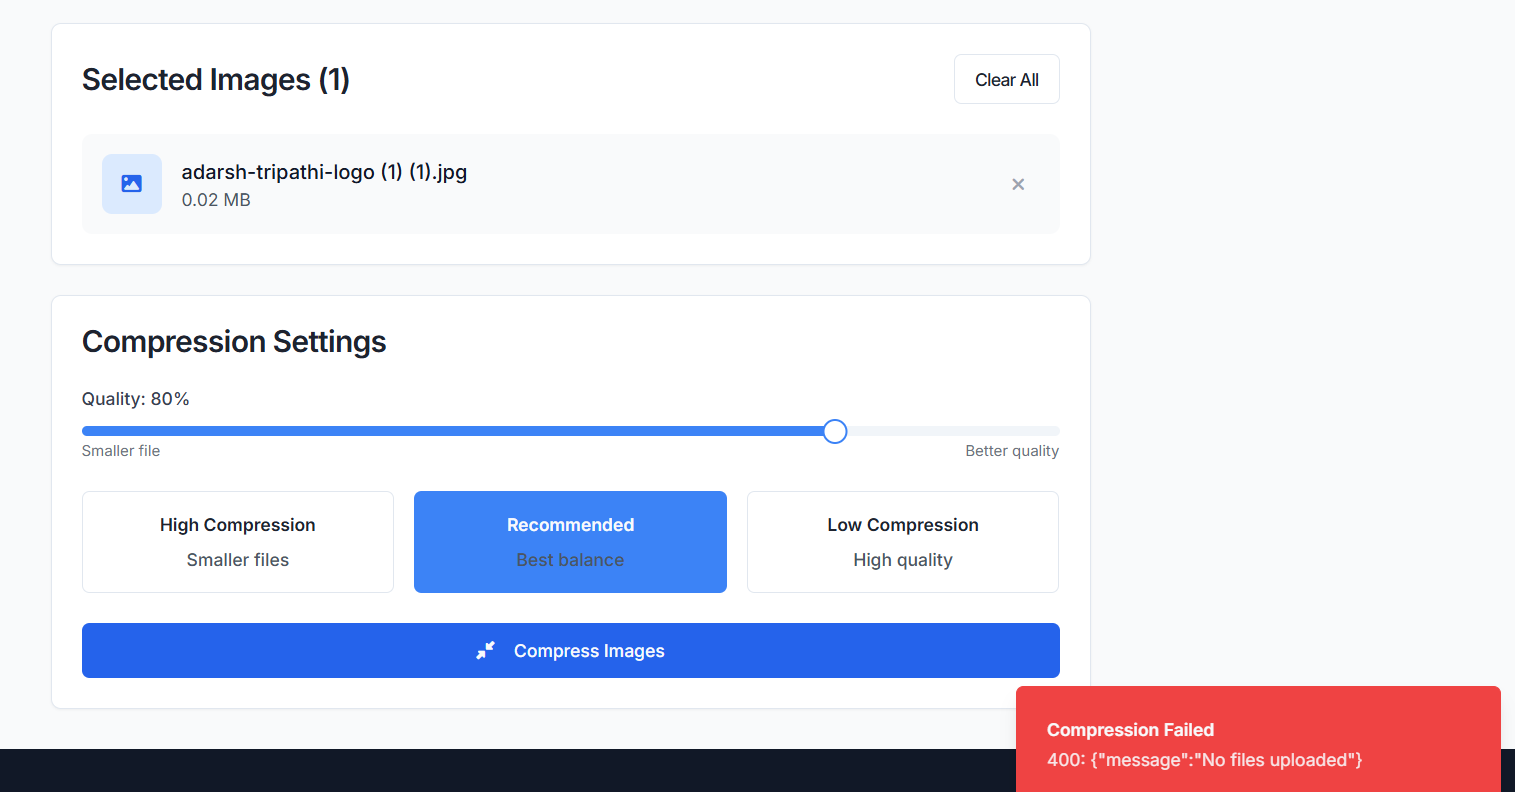 Selected Images (1)
Clear All
adarsh-tripathi-logo (1) (1).jpg
0.02 MB
Compression Settings
Quality: 80%
Smaller file
Better quality
High Compression
Smaller files
Recommended
Best balance
Low Compression
High quality
Compress Images
Compression Failed
400: {"message":"No files uploaded"}